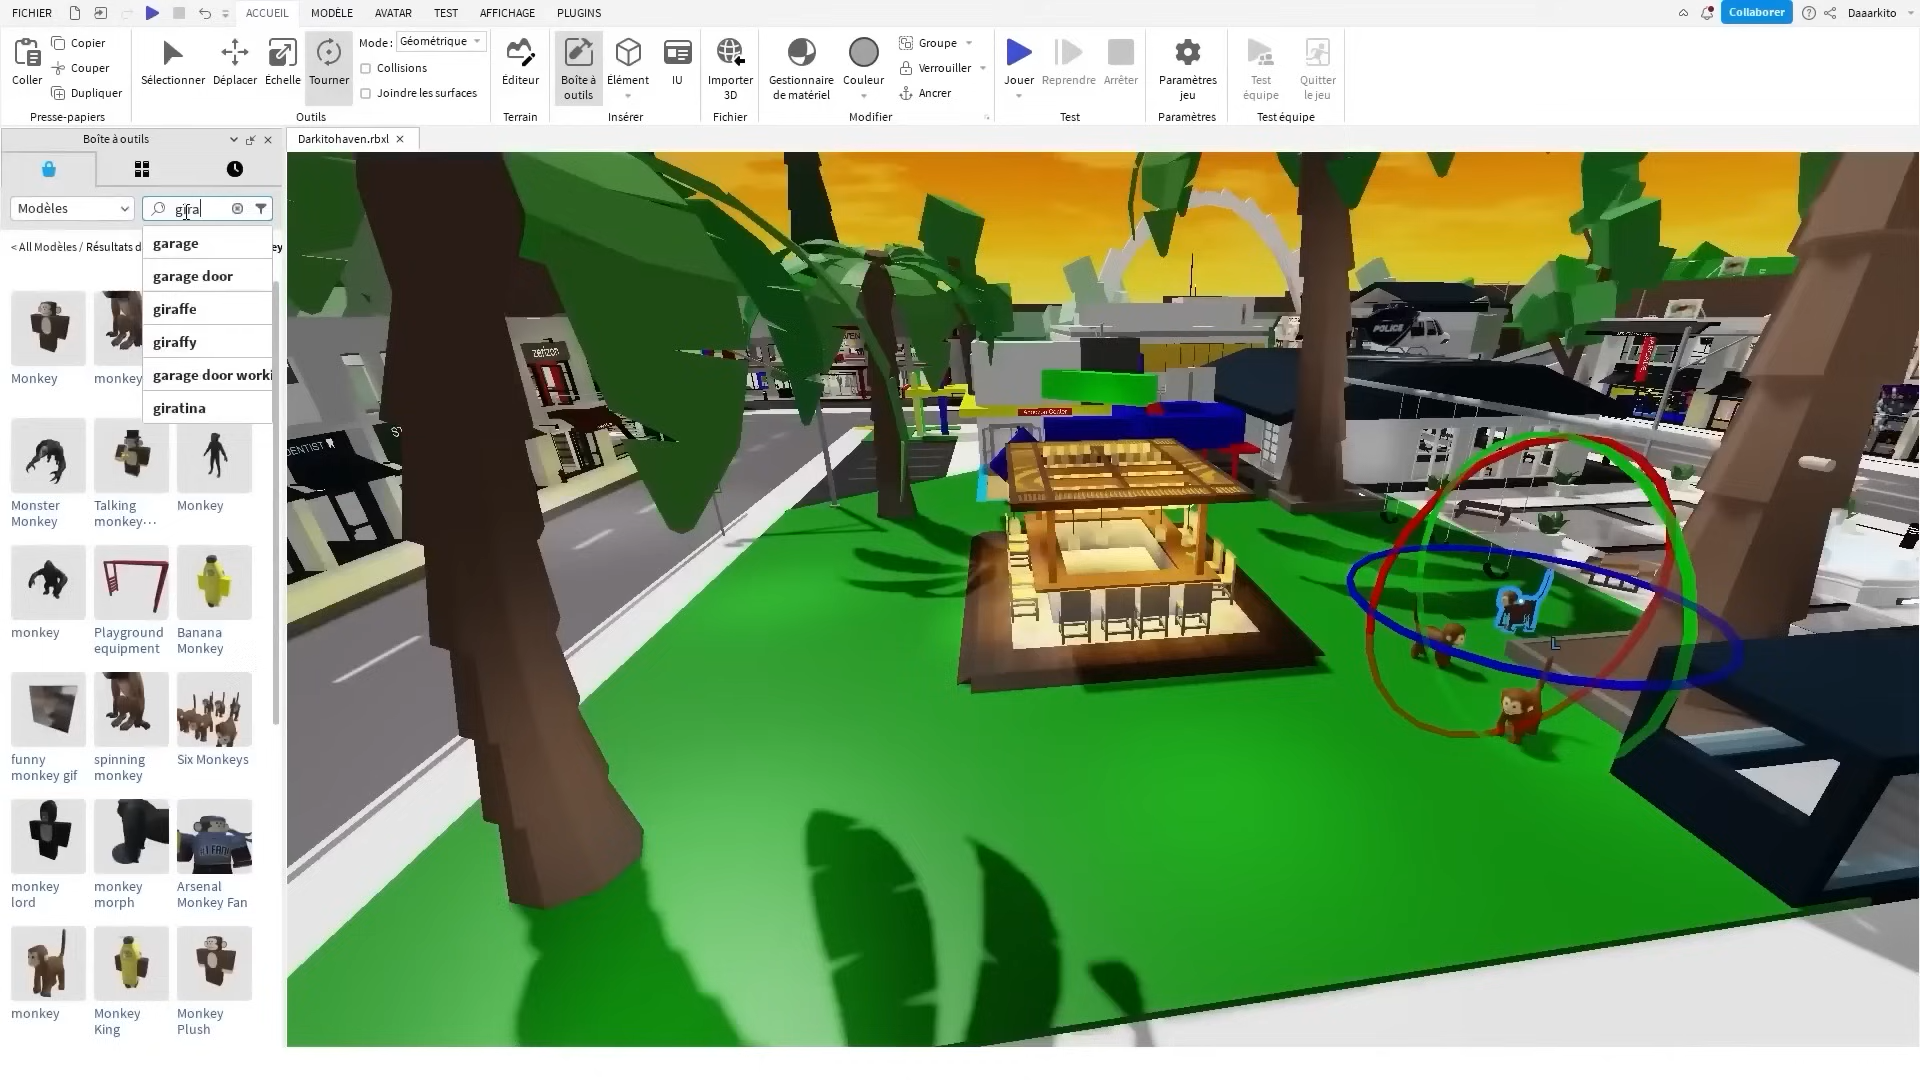 FICHIER
ACCUEIL
MODÈLE
AVATAR
TEST
AFFICHAGE
PLUGINS
Collaborer
Daaarkito
Coller
Copier
Couper
Dupliquer
Presse-papiers
Sélectionner
Déplacer
Échelle
Tourner
Mode :
Géométrique
Collisions
Joindre les surfaces
Outils
Éditeur
Terrain
Boîte à
outils
Élément
IU
Insérer
Importer
3D
Fichier
Gestionnaire
de matériel
Couleur
Groupe
Verrouiller
Ancrer
Modifier
Jouer
Reprendre
Arrêter
Test
Paramètres
jeu
Paramètres
Test
équipe
Quitter
le jeu
Test équipe
Boîte à outils
Darkitohaven.rbxl
Modèles
gira
< All Modèles / Résultats d
ey
garage
garage door
giraffe
giraffy
garage door worki
giratina
Monkey
monkey
Monster
Monkey
Talking
monkey···
Monkey
monkey
Playground
equipment
Banana
Monkey
funny
monkey gif
spinning
monkey
Six Monkeys
monkey
lord
monkey
morph
Arsenal
Monkey Fan
monkey
Monkey
King
Monkey
Plush
#1 FAN!
DENTIST
zerizon
POLICE
L